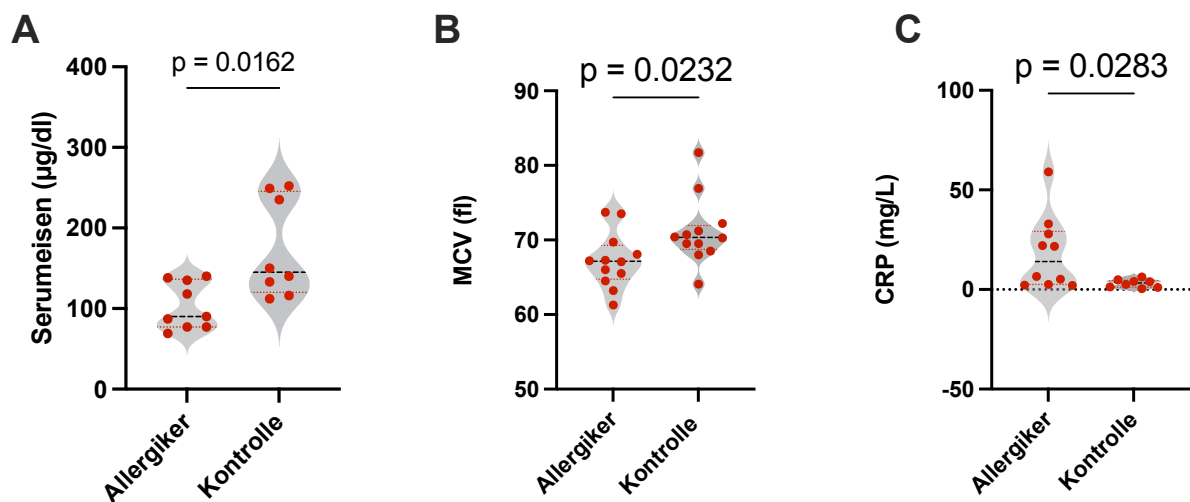 A
p = 0.0162
Serumeisen (µg/dl)
400
300
200
100
0
Allergiker
Kontrolle
B
p = 0.0232
MCV (fl)
90
80
70
60
50
Allergiker
Kontrolle
C
p = 0.0283
CRP (mg/L)
100
50
0
-50
Allergiker
Kontrolle